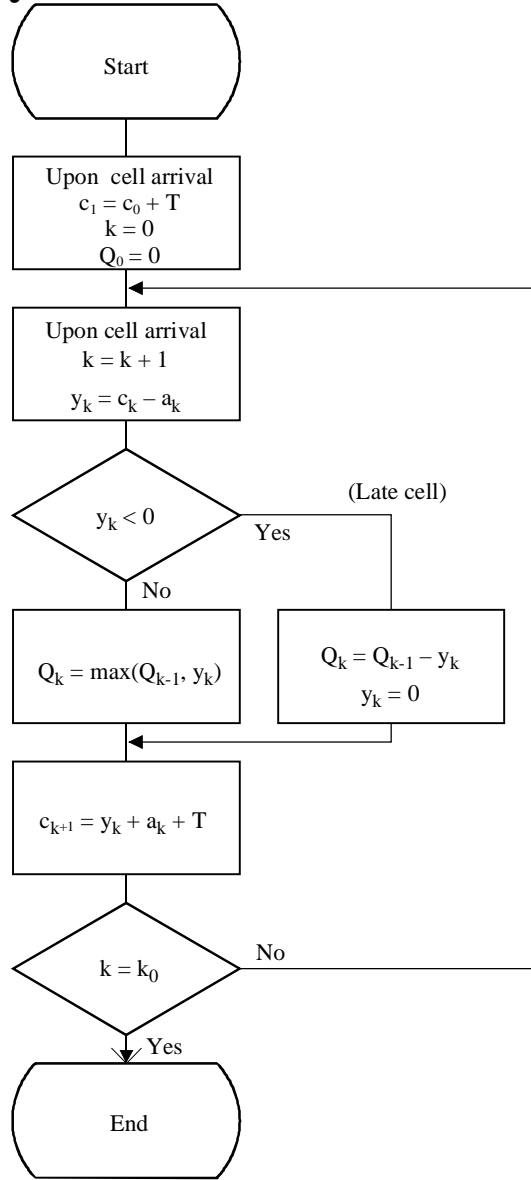 Start
Upon cell arrival
c₁ = c₀ + T
k = 0
Q₀ = 0
Upon cell arrival
k = k + 1
yₖ = cₖ – aₖ
yₖ < 0
(Late cell)
Yes
No
Qₖ = max(Qₖ₋₁, yₖ)
Qₖ = Qₖ₋₁ – yₖ
yₖ = 0
cₖ₊₁ = yₖ + aₖ + T
k = k₀
No
Yes
End